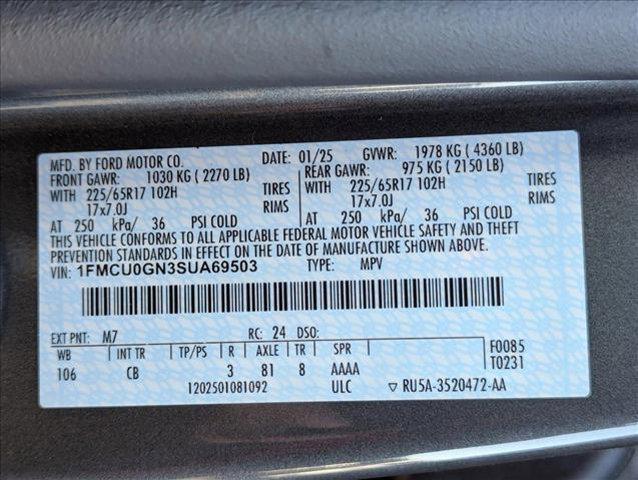 MFD. BY FORD MOTOR CO. DATE: 01/25 GVWR: 1978 KG ( 4360 LB)
FRONT GAWR: 1030 KG ( 2270 LB) REAR GAWR: 975 KG ( 2150 LB)
WITH 225/65R17 102H TIRES WITH 225/65R17 102H TIRES
17x7.0J RIMS 17x7.0J RIMS
AT 250 kPa/ 36 PSI COLD AT 250 kPa/ 36 PSI COLD
THIS VEHICLE CONFORMS TO ALL APPLICABLE FEDERAL MOTOR VEHICLE SAFETY AND THEFT
PREVENTION STANDARDS IN EFFECT ON THE DATE OF MANUFACTURE SHOWN ABOVE.
VIN: 1FMCU0GN3SUA69503 TYPE: MPV
EXT PNT: M7 RC: 24 DSO:
WB INT TR TP/PS R AXLE TR SPR F0085
106 CB 3 81 8 AAAA T0231
1202501081092 ULC ▽ RU5A-3520472-AA